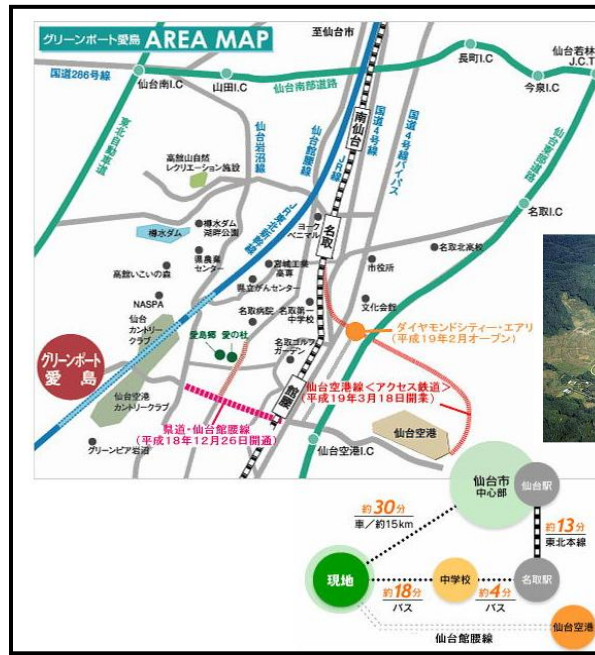 グリーンポート愛島 AREA MAP
至仙台市
国道286号線
仙台南I.C
山田I.C
仙台南部道路
長町I.C
今泉I.C
仙台若林
J.C.T
東北自動車道
仙台岩沼線
仙台館腰線
JR線
南仙台
国道4号線
国道4号線バイパス
仙台東部道路
高館山自然
レクリエーション施設
JR東北新幹線
名取I.C
樽水ダム
樽水ダム
湖畔公園
ヨーク
ベニマル
名取
名取北高校
県農業
センター
宮城工業
高専
市役所
高館いこいの森
県立がんセンター
NASPA
名取病院
名取第一
中学校
文化会館
仙台
カントリー
クラブ
愛島郷
愛の杜
名取ゴルフ
ガーデン
ダイヤモンドシティー・エアリ
(平成19年2月オープン)
グリーンポート
愛島
館腰
仙台空港線<アクセス鉄道>
(平成19年3月18日開業)
仙台空港
カントリークラブ
県道・仙台館腰線
(平成18年12月26日開通)
仙台空港
グリーンピア岩沼
仙台空港I.C
仙台市
中心部
仙台駅
約30分
車/約15km
約13分
東北本線
現地
約18分
バス
中学校
約4分
バス
名取駅
仙台館腰線
仙台空港